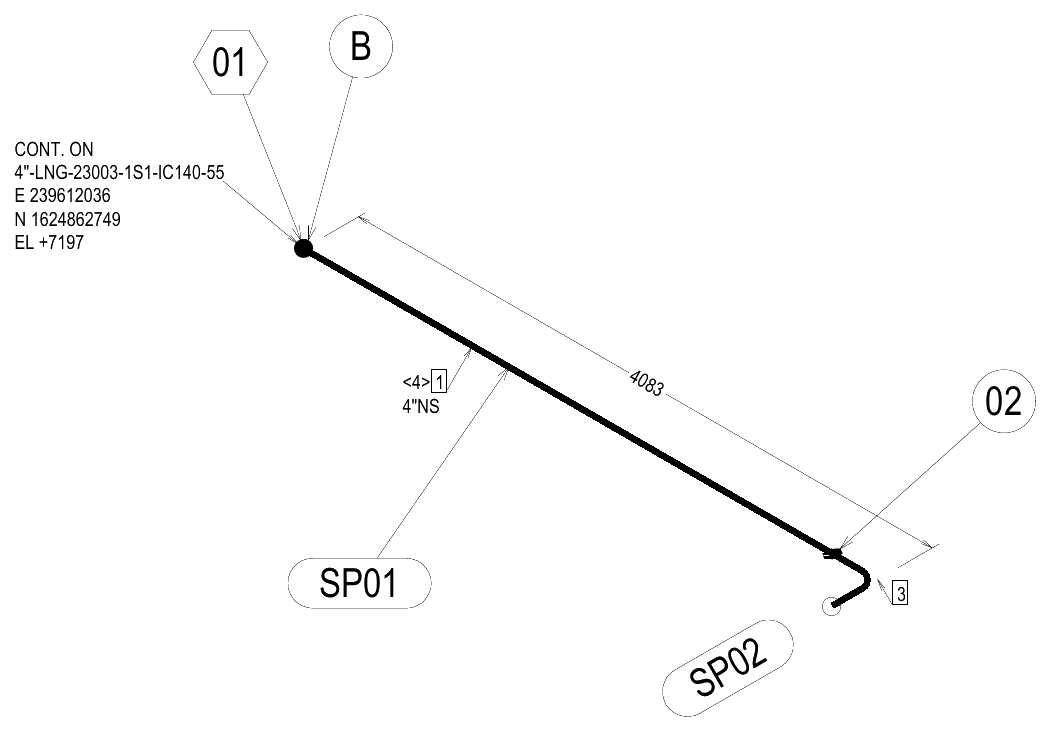 01
B
CONT. ON
4"-LNG-23003-1S1-IC140-55
E 239612036
N 1624862749
EL +7197
4083
<4> 1
4"NS
02
SP01
3
SP02